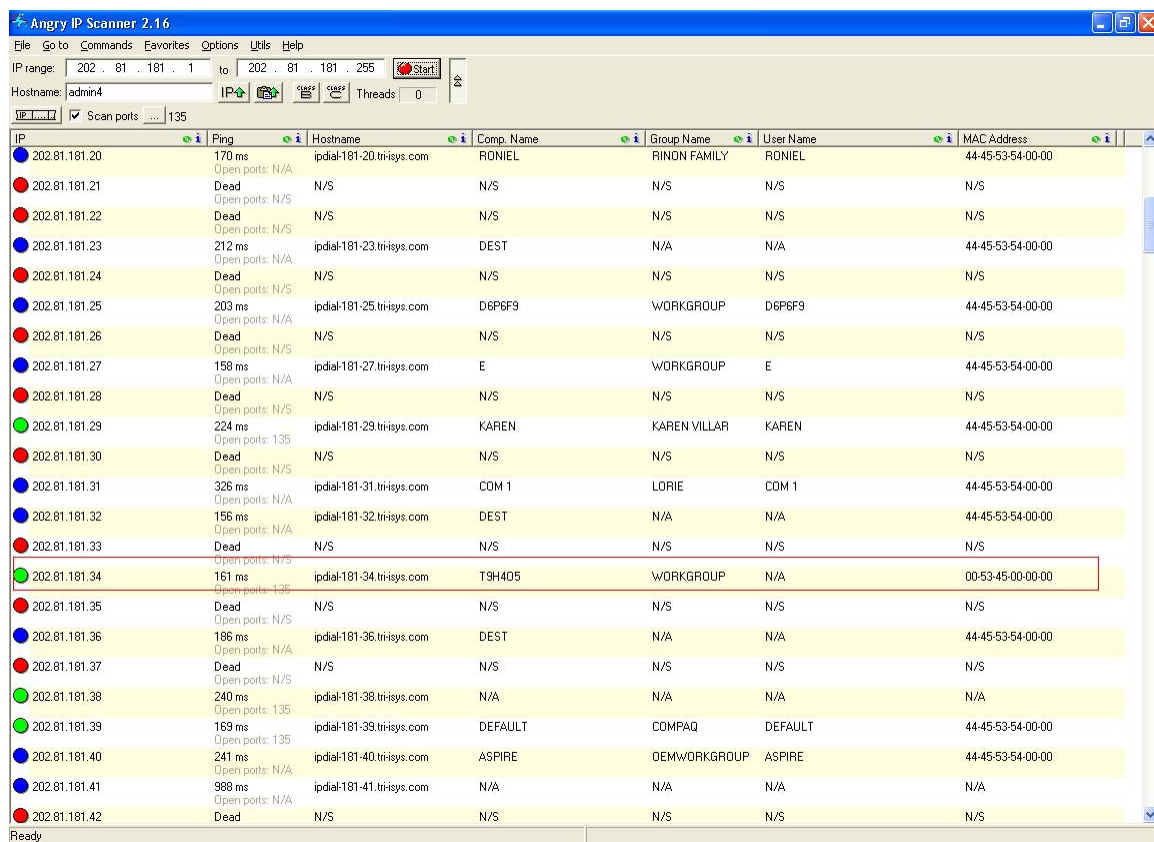 Angry IP Scanner 2.16
File Go to Commands Favorites Options Utils Help
IP range: 202 . 81 . 181 . 1 to 202 . 81 . 181 . 255 Start
Hostname: admin4 IP CLASS B CLASS C Threads 0
IP I.....I Scan ports ... 135
IP i Ping i Hostname i Comp. Name i Group Name i User Name i MAC Address i
202.81.181.20 170 ms ipdial-181-20.tri-isys.com RONIEL RINON FAMILY RONIEL 44-45-53-54-00-00
Open ports: N/A
202.81.181.21 Dead N/S N/S N/S N/S N/S
Open ports: N/S
202.81.181.22 Dead N/S N/S N/S N/S N/S
Open ports: N/S
202.81.181.23 212 ms ipdial-181-23.tri-isys.com DEST N/A N/A 44-45-53-54-00-00
Open ports: N/A
202.81.181.24 Dead N/S N/S N/S N/S N/S
Open ports: N/S
202.81.181.25 203 ms ipdial-181-25.tri-isys.com D6P6F9 WORKGROUP D6P6F9 44-45-53-54-00-00
Open ports: N/A
202.81.181.26 Dead N/S N/S N/S N/S N/S
Open ports: N/S
202.81.181.27 158 ms ipdial-181-27.tri-isys.com E WORKGROUP E 44-45-53-54-00-00
Open ports: N/A
202.81.181.28 Dead N/S N/S N/S N/S N/S
Open ports: N/S
202.81.181.29 224 ms ipdial-181-29.tri-isys.com KAREN KAREN VILLAR KAREN 44-45-53-54-00-00
Open ports: 135
202.81.181.30 Dead N/S N/S N/S N/S N/S
Open ports: N/S
202.81.181.31 326 ms ipdial-181-31.tri-isys.com COM 1 LORIE COM 1 44-45-53-54-00-00
Open ports: N/A
202.81.181.32 156 ms ipdial-181-32.tri-isys.com DEST N/A N/A 44-45-53-54-00-00
Open ports: N/A
202.81.181.33 Dead N/S N/S N/S N/S N/S
Open ports: N/S
202.81.181.34 161 ms ipdial-181-34.tri-isys.com T9H4O5 WORKGROUP N/A 00-53-45-00-00-00
Open ports: 135
202.81.181.35 Dead N/S N/S N/S N/S N/S
Open ports: N/S
202.81.181.36 186 ms ipdial-181-36.tri-isys.com DEST N/A N/A 44-45-53-54-00-00
Open ports: N/A
202.81.181.37 Dead N/S N/S N/S N/S N/S
Open ports: N/S
202.81.181.38 240 ms ipdial-181-38.tri-isys.com N/A N/A N/A N/A
Open ports: 135
202.81.181.39 169 ms ipdial-181-39.tri-isys.com DEFAULT COMPAQ DEFAULT 44-45-53-54-00-00
Open ports: 135
202.81.181.40 241 ms ipdial-181-40.tri-isys.com ASPIRE OEMWORKGROUP ASPIRE 44-45-53-54-00-00
Open ports: N/A
202.81.181.41 988 ms ipdial-181-41.tri-isys.com N/A N/A N/A N/A
Open ports: N/A
202.81.181.42 Dead N/S N/S N/S N/S N/S
Ready